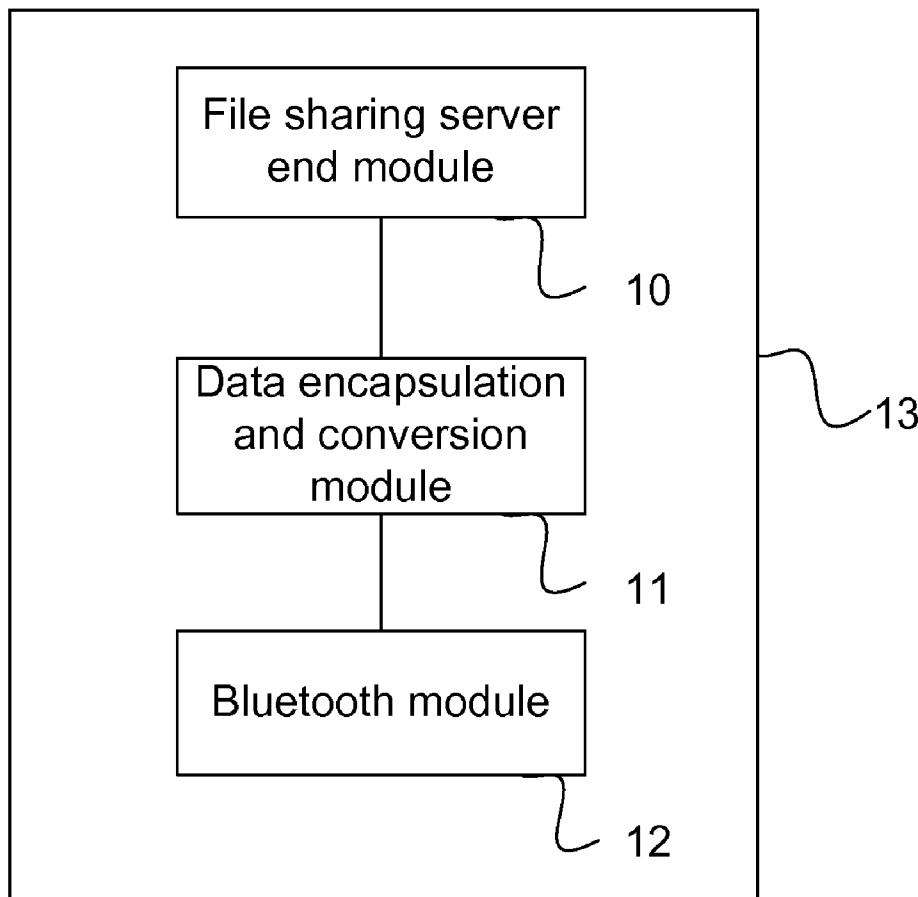 File sharing server
end module
10
Data encapsulation
and conversion
module
13
11
Bluetooth module
12